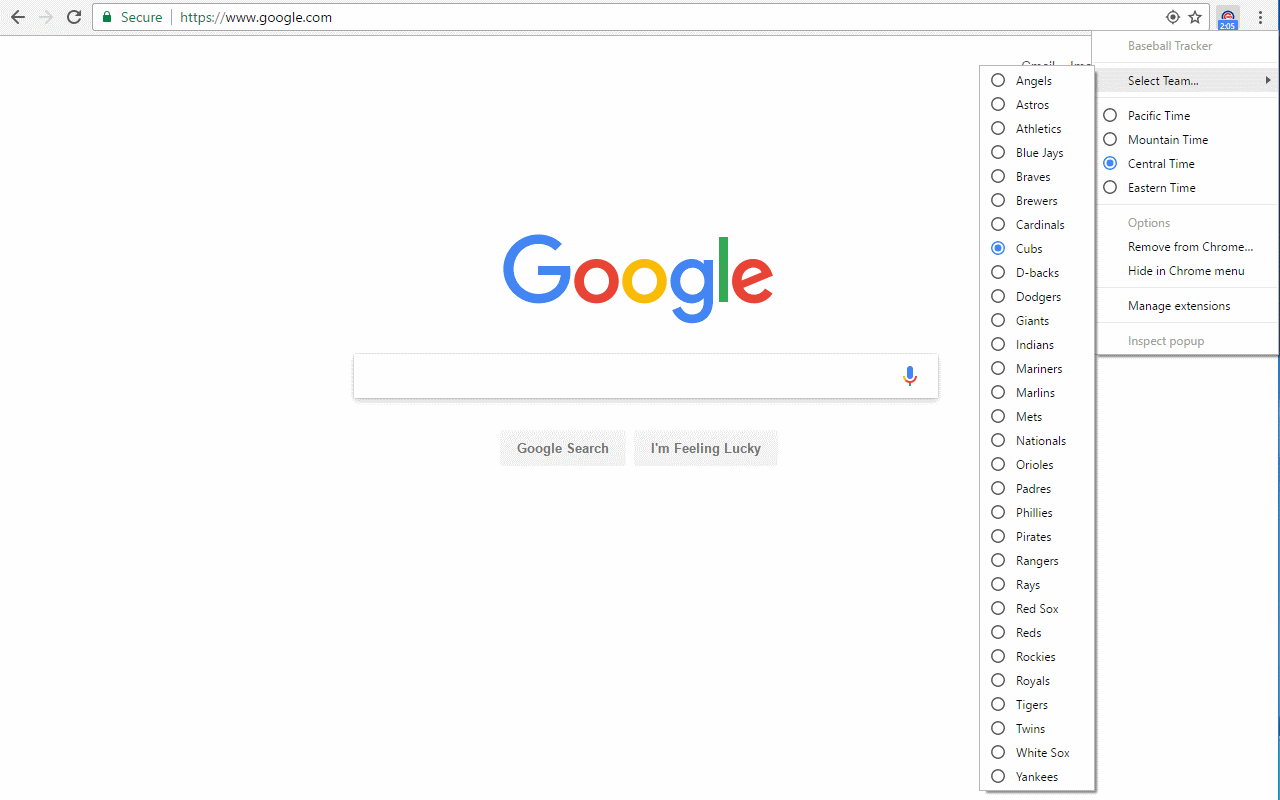 Secure https://www.google.com
2:05
Baseball Tracker
Select Team...
Pacific Time
Mountain Time
Central Time
Eastern Time
Options
Remove from Chrome...
Hide in Chrome menu
Manage extensions
Inspect popup
Angels
Astros
Athletics
Blue Jays
Braves
Brewers
Cardinals
Cubs
D-backs
Dodgers
Giants
Indians
Mariners
Marlins
Mets
Nationals
Orioles
Padres
Phillies
Pirates
Rangers
Rays
Red Sox
Reds
Rockies
Royals
Tigers
Twins
White Sox
Yankees
Google
Google Search
I'm Feeling Lucky